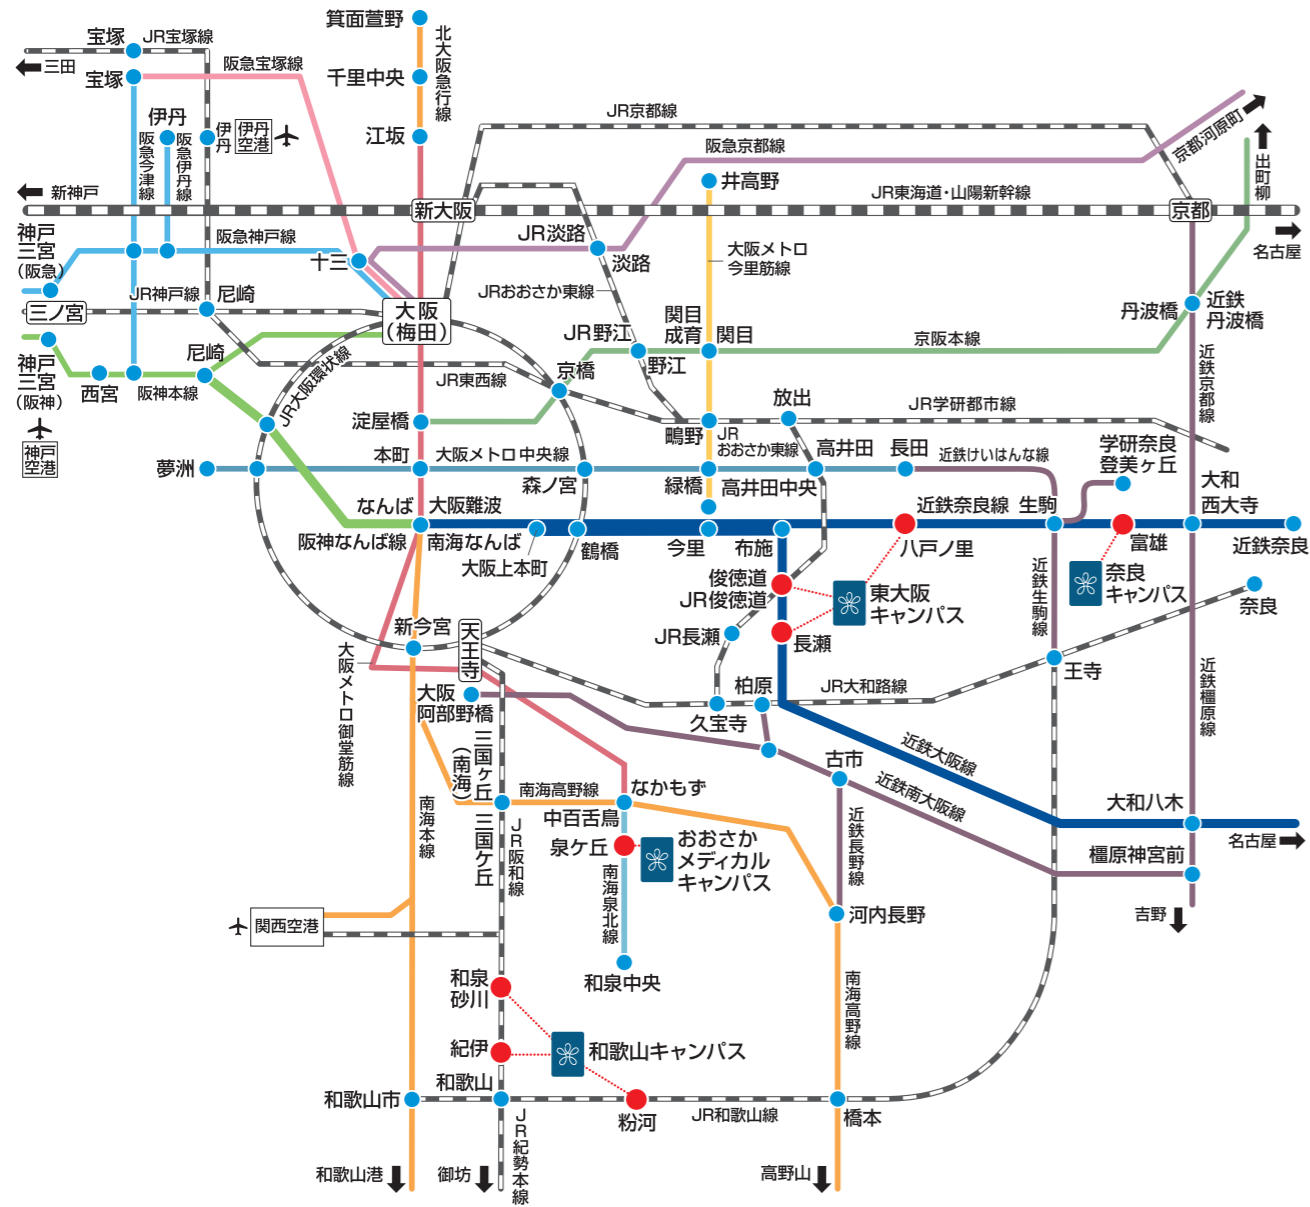 箕面萱野
北大阪急行線
宝塚
JR宝塚線
三田
阪急宝塚線
宝塚
千里中央
伊丹
阪急今津線
阪急伊丹線
伊丹
伊丹
空港
江坂
JR京都線
阪急京都線
京都河原町
出町柳
井高野
新神戸
JR東海道・山陽新幹線
新大阪
京都
名古屋
神戸
三宮
(阪急)
阪急神戸線
十三
JR淡路
淡路
大阪メトロ
今里筋線
JRおおさか東線
JR神戸線
尼崎
三ノ宮
大阪
(梅田)
JR野江
野江
関目
成育
関目
京阪本線
丹波橋
近鉄
丹波橋
神戸
三宮
(阪神)
神戸
空港
西宮
阪神本線
尼崎
JR大阪環状線
JR東西線
京橋
近鉄京都線
淀屋橋
鴫野
JR
おおさか東線
放出
JR学研都市線
高井田
長田
近鉄けいはんな線
学研奈良
登美ヶ丘
夢洲
本町
大阪メトロ中央線
森ノ宮
緑橋
高井田中央
大和
西大寺
なんば
大阪難波
阪神なんば線
南海なんば
大阪上本町
鶴橋
今里
布施
近鉄奈良線
八戸ノ里
生駒
富雄
近鉄奈良
俊徳道
JR俊徳道
東大阪
キャンパス
奈良
キャンパス
近鉄生駒線
奈良
新今宮
天王寺
JR長瀬
長瀬
王寺
大阪メトロ御堂筋線
大阪
阿部野橋
柏原
久宝寺
JR大和路線
近鉄橿原線
三国ヶ丘
(南海)
古市
近鉄大阪線
近鉄南大阪線
南海本線
南海高野線
なかもず
中百舌鳥
三国ヶ丘
JR阪和線
泉ケ丘
おおさか
メディカル
キャンパス
近鉄長野線
大和八木
名古屋
橿原神宮前
吉野
南海泉北線
関西空港
河内長野
和泉中央
和泉
砂川
南海高野線
紀伊
和歌山キャンパス
和歌山市
和歌山
粉河
JR和歌山線
橋本
JR紀勢本線
和歌山港
御坊
高野山